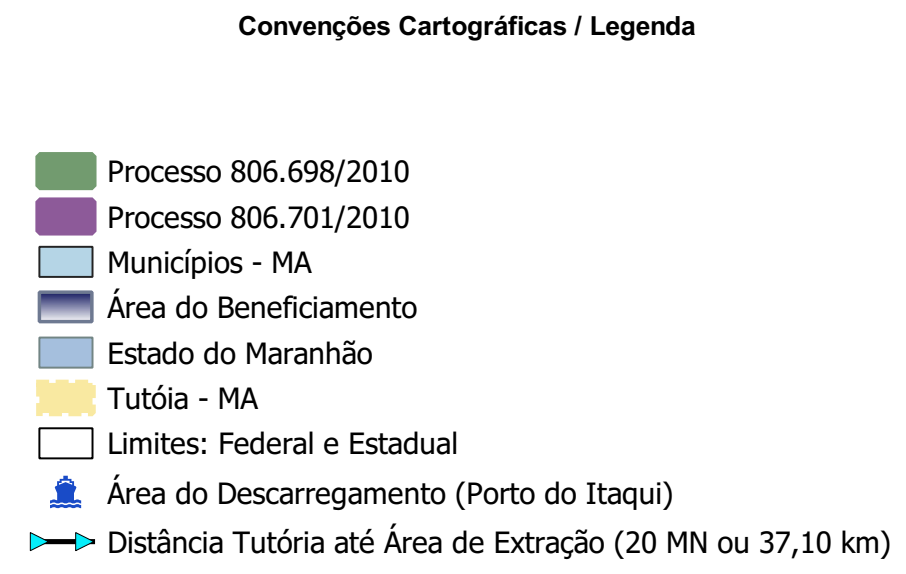 Convenções Cartográficas / Legenda
Processo 806.698/2010
Processo 806.701/2010
Municípios - MA
Área do Beneficiamento
Estado do Maranhão
Tutóia - MA
Limites: Federal e Estadual
Área do Descarregamento (Porto do Itaqui)
Distância Tutória até Área de Extração (20 MN ou 37,10 km)